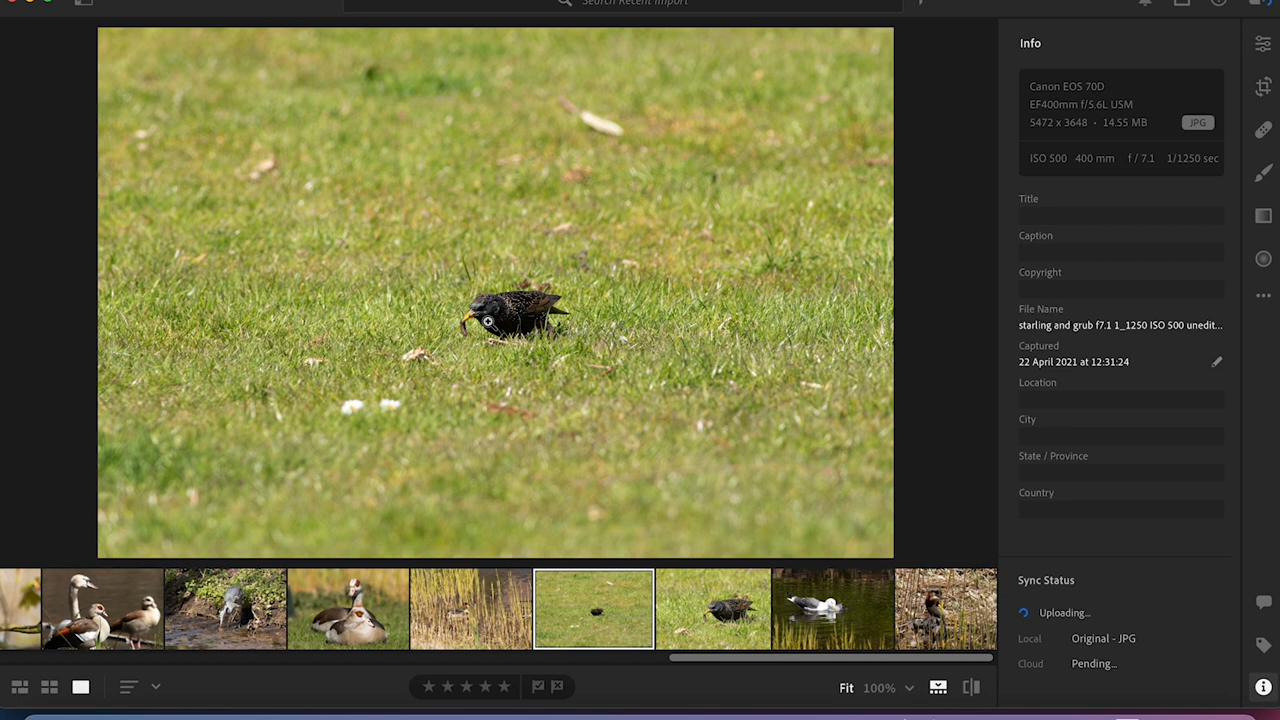 Search Recent Import
Info
Canon EOS 70D
EF400mm f/5.6L USM
5472 x 3648 • 14.55 MB JPG
ISO 500 400 mm f / 7.1 1/1250 sec
Title
Caption
Copyright
File Name
starling and grub f7.1 1_1250 ISO 500 unedit...
Captured
22 April 2021 at 12:31:24
Location
City
State / Province
Country
Sync Status
Uploading...
Local Original - JPG
Cloud Pending...
Fit 100%